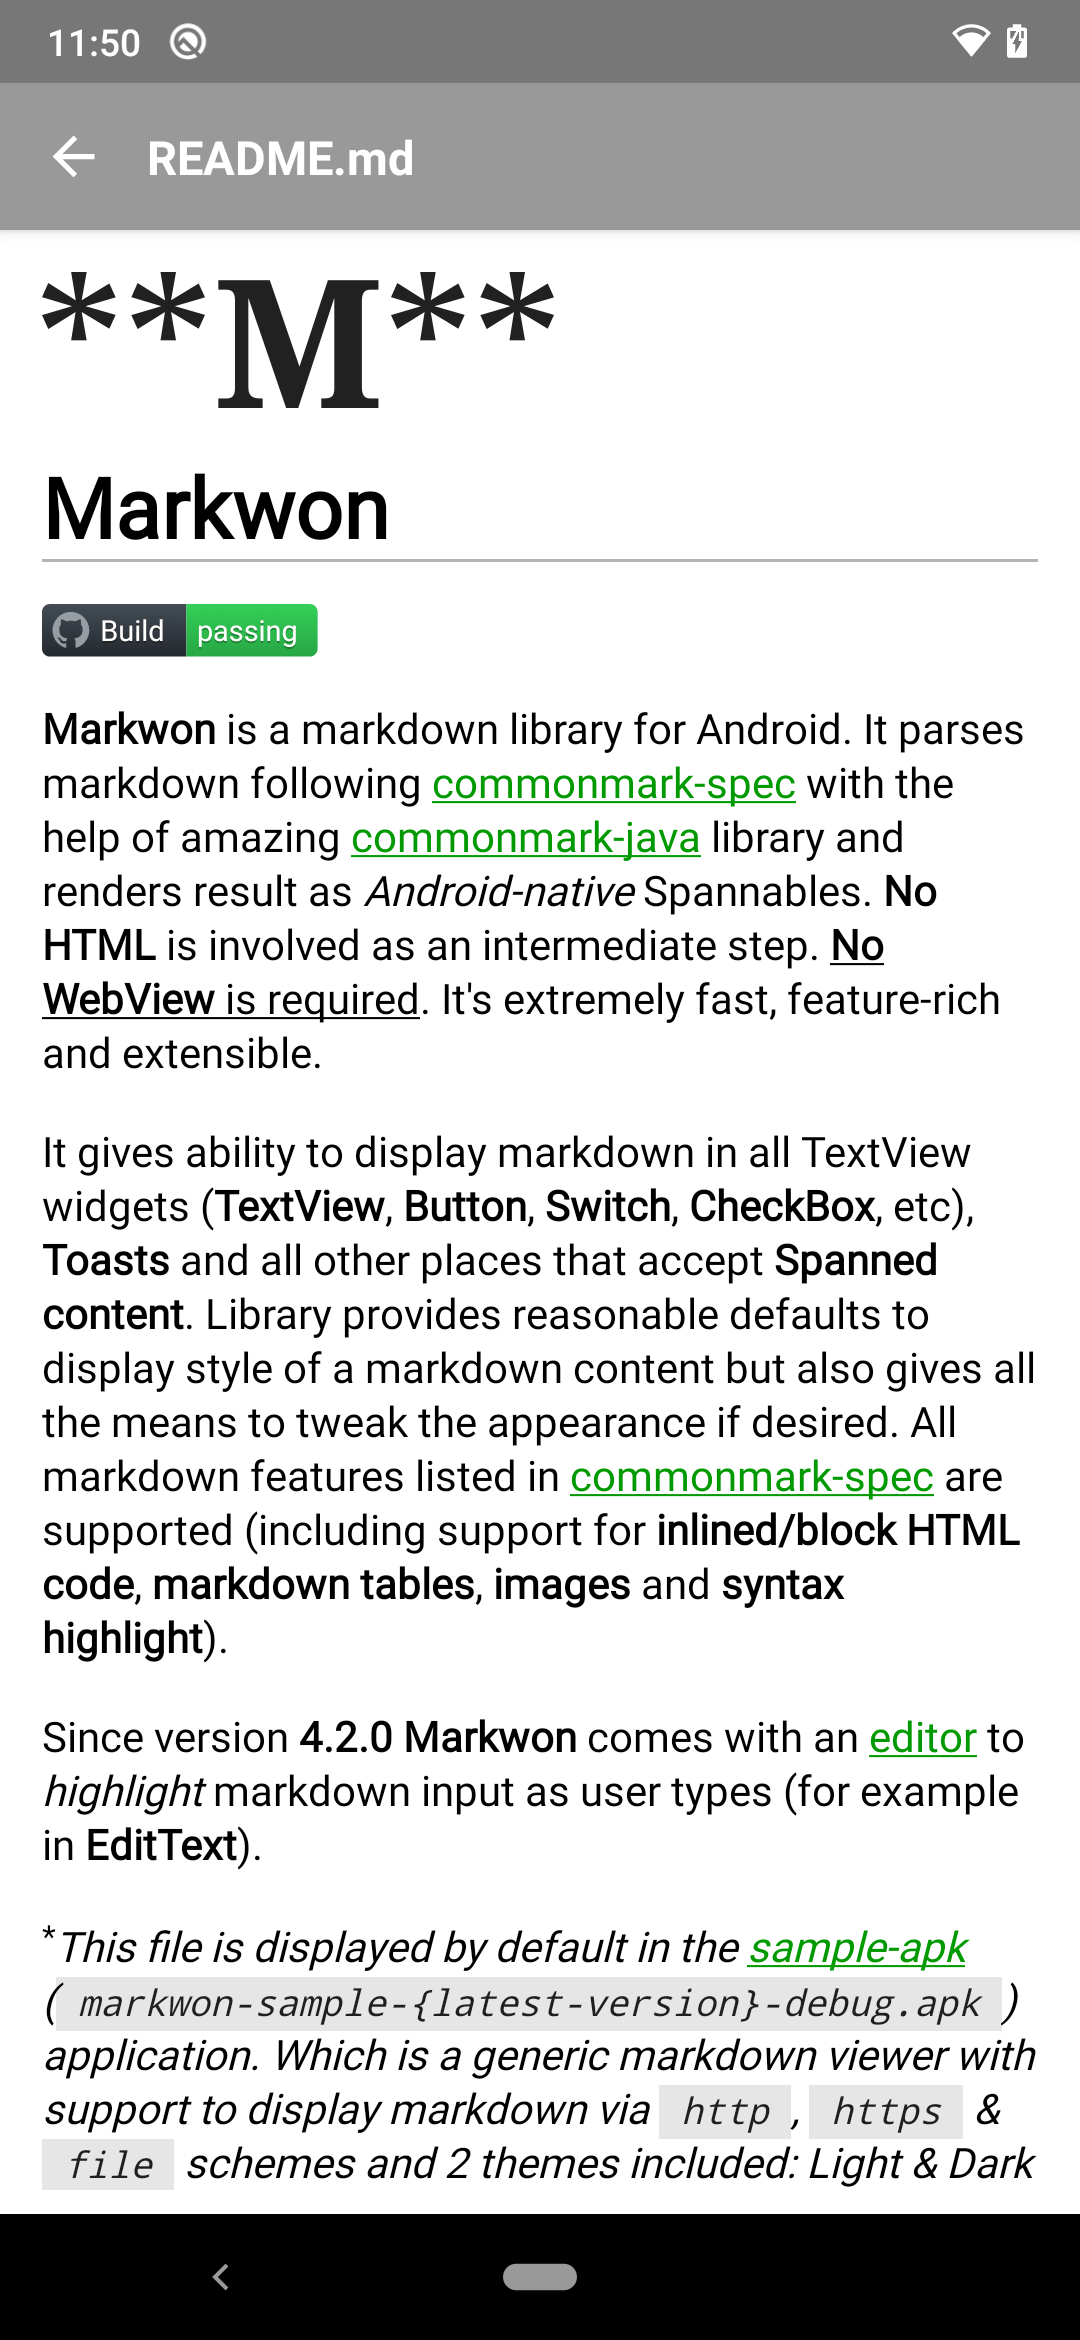 11:50
README.md
**M**
Markwon
Build passing
Markwon is a markdown library for Android. It parses
markdown following commonmark-spec with the
help of amazing commonmark-java library and
renders result as Android-native Spannables. No
HTML is involved as an intermediate step. No
WebView is required. It's extremely fast, feature-rich
and extensible.
It gives ability to display markdown in all TextView
widgets (TextView, Button, Switch, CheckBox, etc),
Toasts and all other places that accept Spanned
content. Library provides reasonable defaults to
display style of a markdown content but also gives all
the means to tweak the appearance if desired. All
markdown features listed in commonmark-spec are
supported (including support for inlined/block HTML
code, markdown tables, images and syntax
highlight).
Since version 4.2.0 Markwon comes with an editor to
highlight markdown input as user types (for example
in EditText).
*This file is displayed by default in the sample-apk
( markwon-sample-{latest-version}-debug.apk )
application. Which is a generic markdown viewer with
support to display markdown via http , https &
file schemes and 2 themes included: Light & Dark